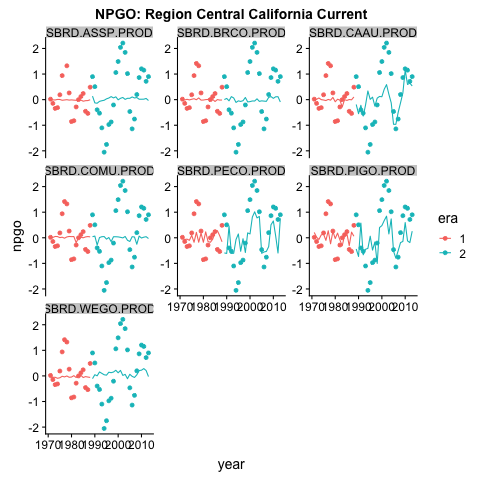 NPGO: Region Central California Current
SBRD.ASSP.PROD SBRD.BRCO.PROD SBRD.CAAU.PROD
2
1
0
-1
-2
SBRD.COMU.PROD SBRD.PECO.PROD SBRD.PIGO.PROD
2
1
0
-1
-2
1970 1980 1990 2000 2010 1970 1980 1990 2000 2010
SBRD.WEGO.PROD
2
1
0
-1
-2
1970 1980 1990 2000 2010
npgo
year
era
1
2